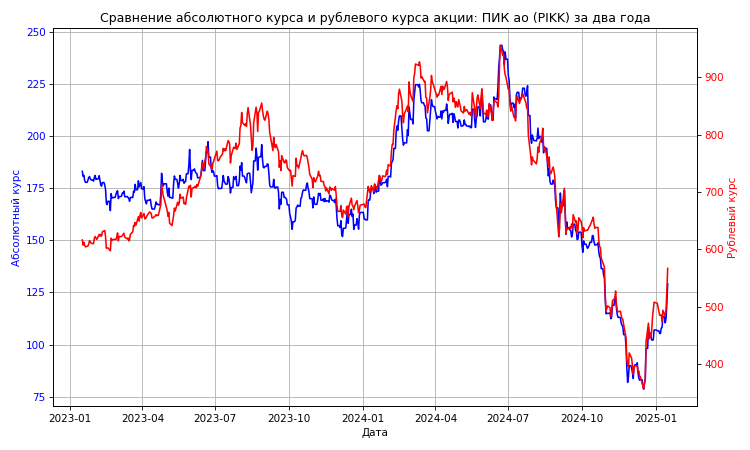 Сравнение абсолютного курса и рублевого курса акции: ПИК ао (PIKK) за два года
Абсолютный курс
250
225
200
175
150
125
100
75
900
800
700
600
500
400
Рублевый курс
2023-01 2023-04 2023-07 2023-10 2024-01 2024-04 2024-07 2024-10 2025-01
Дата